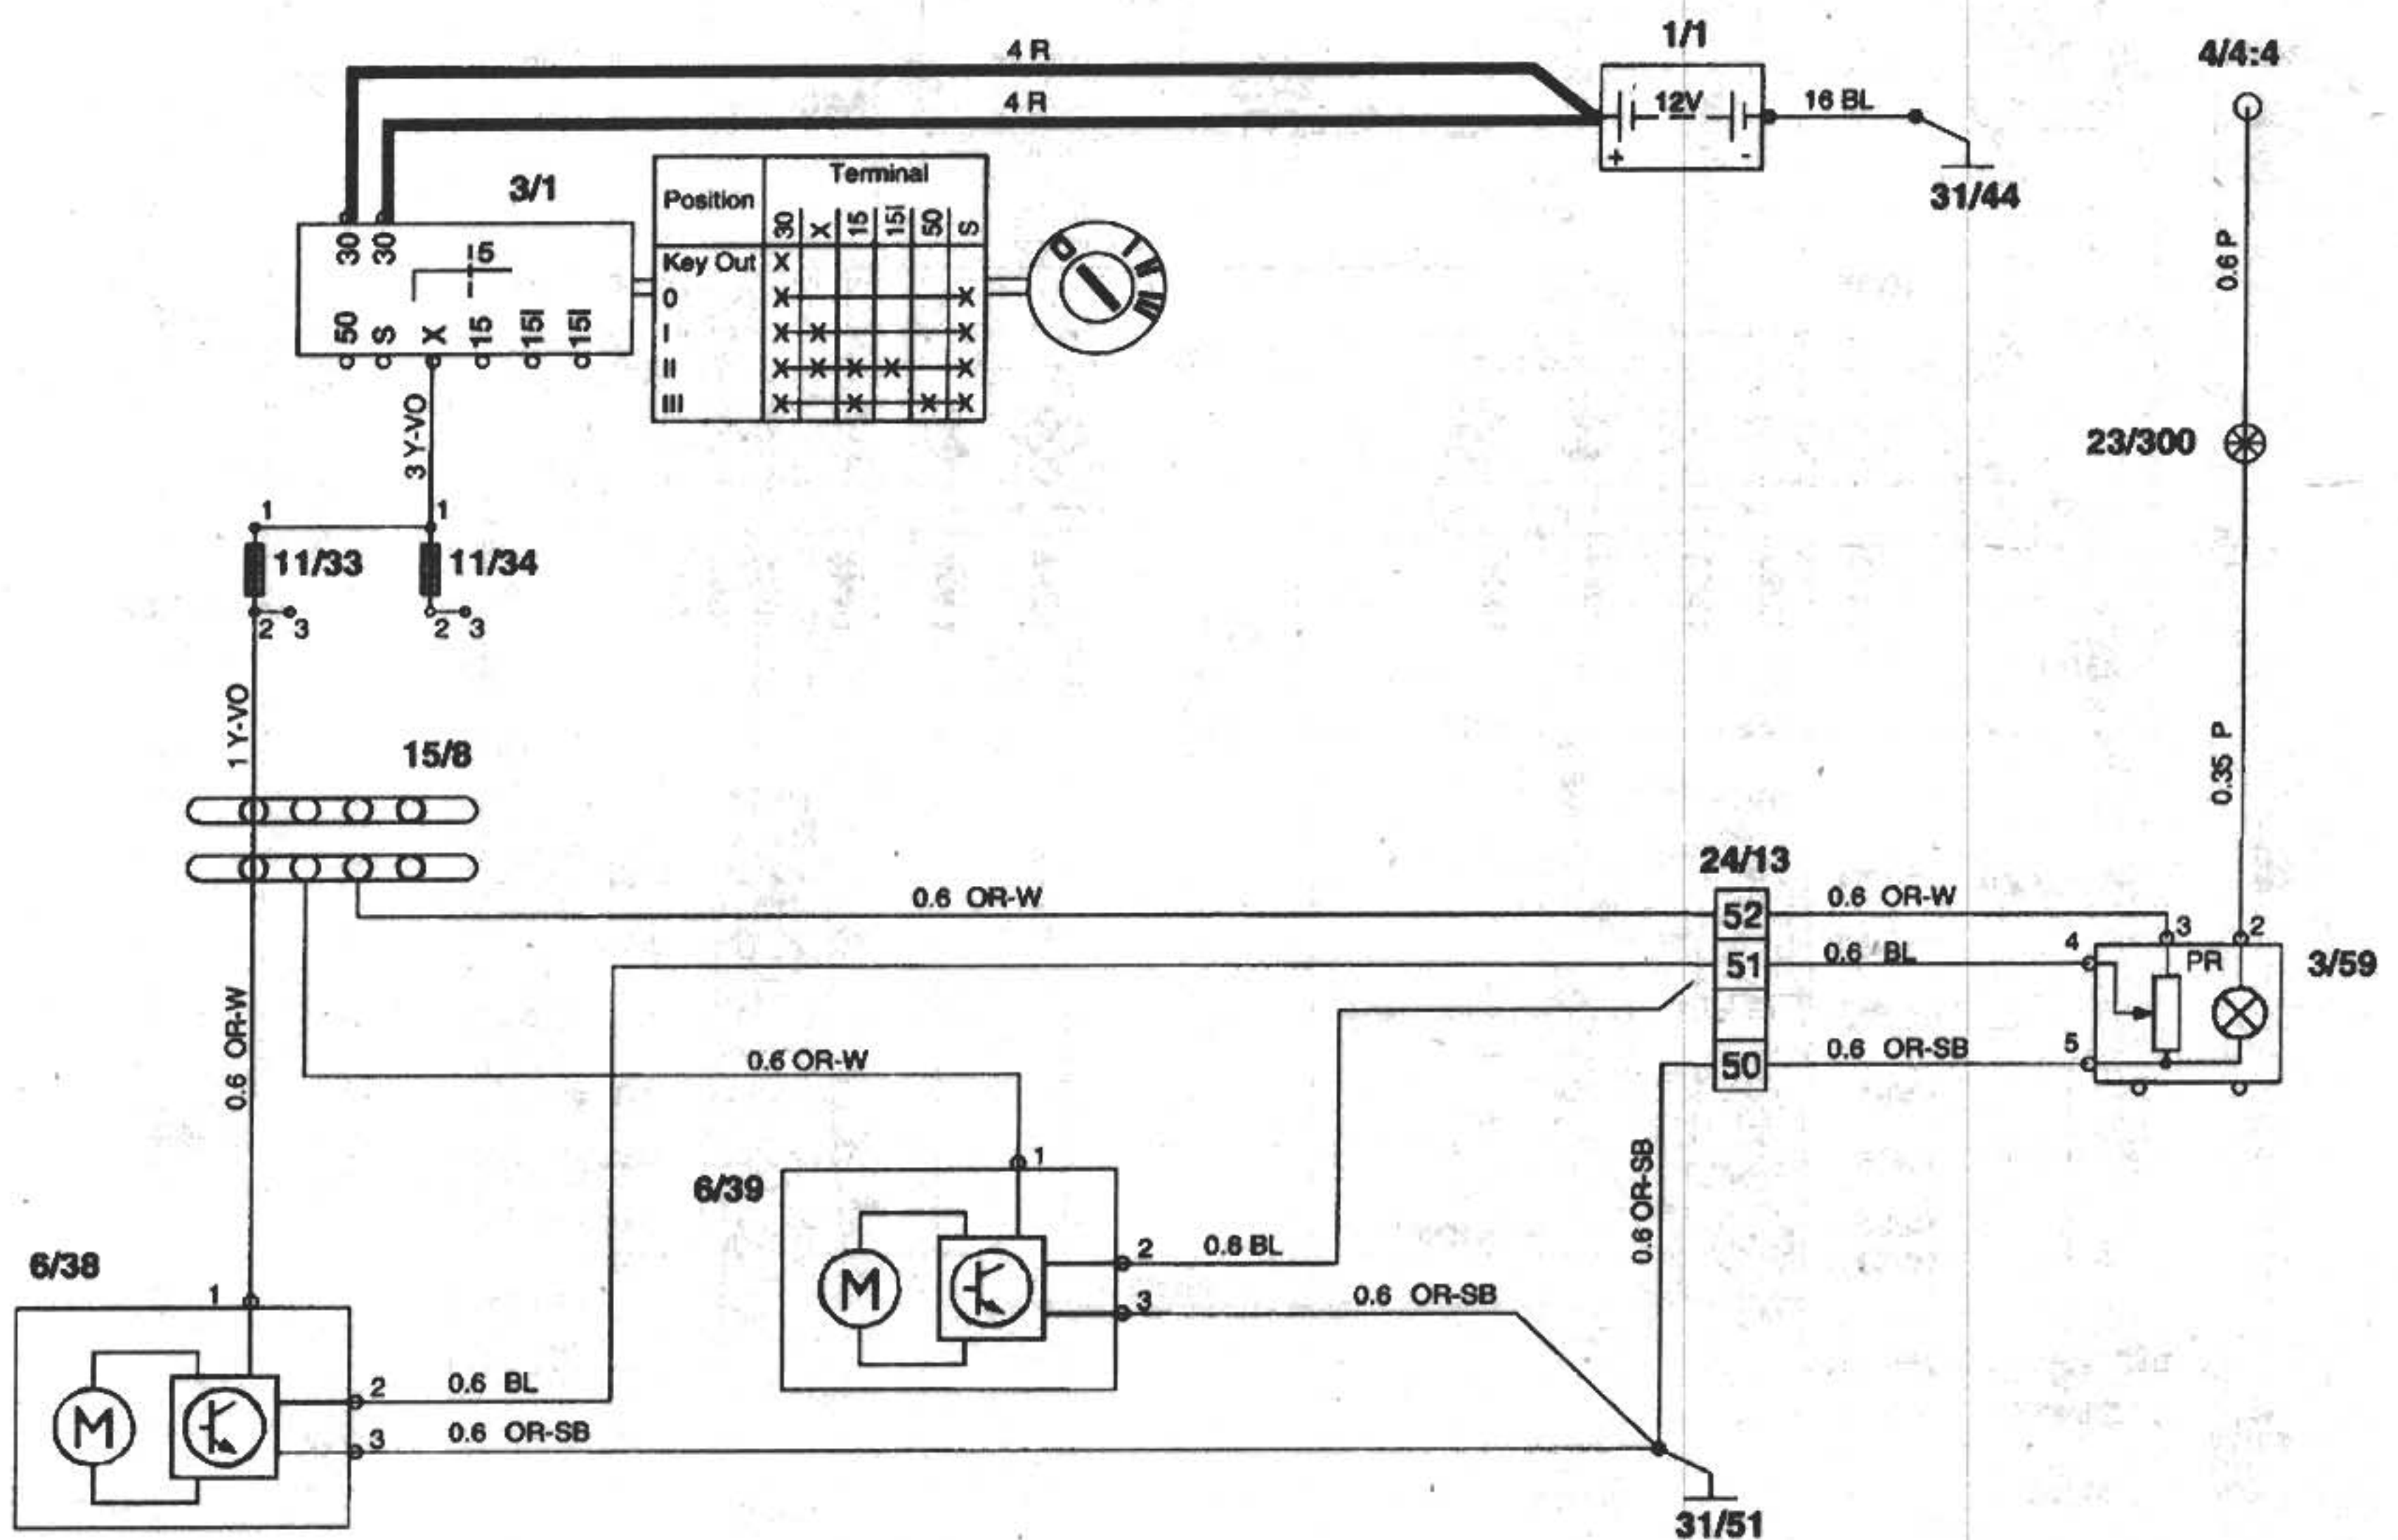 4 R
4 R
1/1
12V
+ -
16 BL
31/44
4/4:4
0.6 P
23/300
0.35 P
3/1
30 30
15
50 S X 15 15I 15I
Position Terminal
30 X 15 15I 50 S
Key Out X
0 X X
I X X X
II X X X X X
III X X X X
0 I II III
3 Y-VO
1 1
11/33 11/34
2 3 2 3
1 Y-VO
15/8
0.6 OR-W
24/13
52
0.6 OR-W
3 2
51
0.6 BL
4
PR
3/59
50
0.6 OR-SB
5
0.6 OR-W
0.6 OR-W
0.6 OR-SB
6/39
1
M
2 0.6 BL
3 0.6 OR-SB
6/38
1
M
2 0.6 BL
3 0.6 OR-SB
31/51